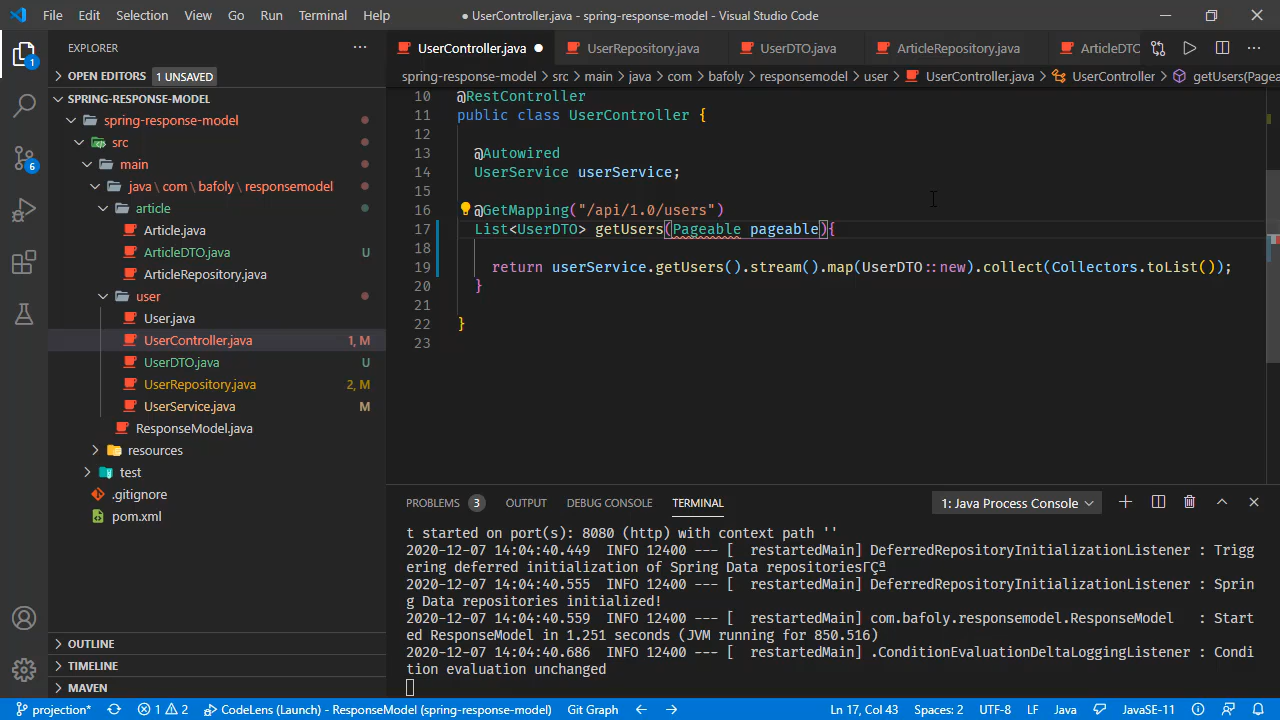 File Edit Selection View Go Run Terminal Help
● UserController.java - spring-response-model - Visual Studio Code
EXPLORER
OPEN EDITORS 1 UNSAVED
SPRING-RESPONSE-MODEL
spring-response-model
src
main
java \ com \ bafoly \ responsemodel
article
Article.java
ArticleDTO.java U
ArticleRepository.java
user
User.java
UserController.java 1, M
UserDTO.java U
UserRepository.java 2, M
UserService.java M
ResponseModel.java
resources
test
.gitignore
pom.xml
OUTLINE
TIMELINE
MAVEN
1
6
UserController.java UserRepository.java UserDTO.java ArticleRepository.java ArticleDTO
spring-response-model > src > main > java > com > bafoly > responsemodel > user > UserController.java > UserController > getUsers(Pagea
10 @RestController
11 public class UserController {
12
13 @Autowired
14 UserService userService;
15
16 @GetMapping("/api/1.0/users")
17 List<UserDTO> getUsers(Pageable pageable){
18
19 return userService.getUsers().stream().map(UserDTO::new).collect(Collectors.toList());
20 }
21
22 }
23
PROBLEMS 3 OUTPUT DEBUG CONSOLE TERMINAL 1: Java Process Console
t started on port(s): 8080 (http) with context path ''
2020-12-07 14:04:40.449 INFO 12400 --- [ restartedMain] DeferredRepositoryInitializationListener : Trigg
ering deferred initialization of Spring Data repositoriesΓÇª
2020-12-07 14:04:40.555 INFO 12400 --- [ restartedMain] DeferredRepositoryInitializationListener : Sprin
g Data repositories initialized!
2020-12-07 14:04:40.559 INFO 12400 --- [ restartedMain] com.bafoly.responsemodel.ResponseModel : Start
ed ResponseModel in 1.251 seconds (JVM running for 850.516)
2020-12-07 14:04:40.686 INFO 12400 --- [ restartedMain] .ConditionEvaluationDeltaLoggingListener : Condi
tion evaluation unchanged
projection* 1 2 CodeLens (Launch) - ResponseModel (spring-response-model) Git Graph Ln 17, Col 43 Spaces: 2 UTF-8 LF Java JavaSE-11